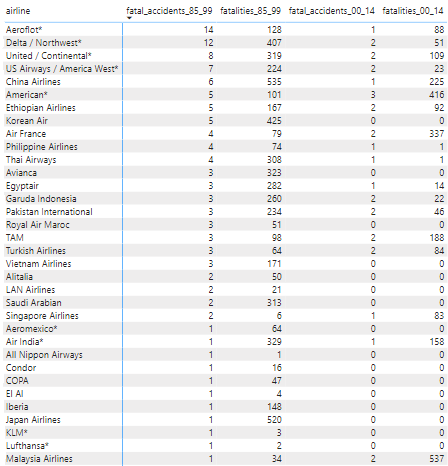 airline fatal_accidents_85_99 fatalities_85_99 fatal_accidents_00_14 fatalities_00_14
Aeroflot* 14 128 1 88
Delta / Northwest* 12 407 2 51
United / Continental* 8 319 2 109
US Airways / America West* 7 224 2 23
China Airlines 6 535 1 225
American* 5 101 3 416
Ethiopian Airlines 5 167 2 92
Korean Air 5 425 0 0
Air France 4 79 2 337
Philippine Airlines 4 74 1 1
Thai Airways 4 308 1 1
Avianca 3 323 0 0
Egyptair 3 282 1 14
Garuda Indonesia 3 260 2 22
Pakistan International 3 234 2 46
Royal Air Maroc 3 51 0 0
TAM 3 98 2 188
Turkish Airlines 3 64 2 84
Vietnam Airlines 3 171 0 0
Alitalia 2 50 0 0
LAN Airlines 2 21 0 0
Saudi Arabian 2 313 0 0
Singapore Airlines 2 6 1 83
Aeromexico* 1 64 0 0
Air India* 1 329 1 158
All Nippon Airways 1 1 0 0
Condor 1 16 0 0
COPA 1 47 0 0
El Al 1 4 0 0
Iberia 1 148 0 0
Japan Airlines 1 520 0 0
KLM* 1 3 0 0
Lufthansa* 1 2 0 0
Malaysia Airlines 1 34 2 537